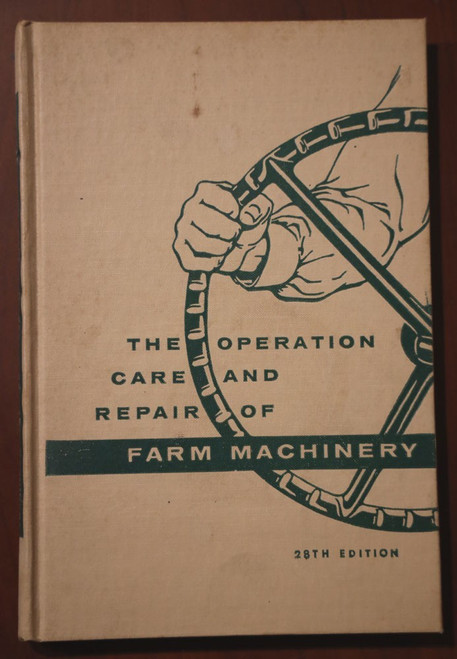 THE OPERATION
CARE AND
REPAIR OF
FARM MACHINERY
28TH EDITION